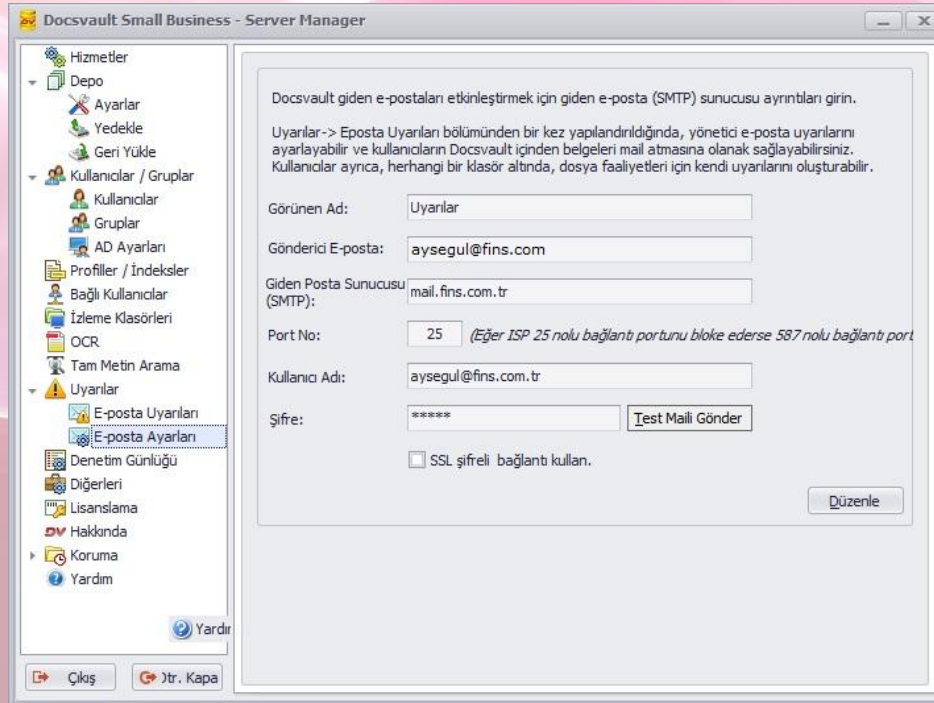 Docsvault Small Business - Server Manager
Hizmetler
Depo
Ayarlar
Yedekle
Geri Yükle
Kullanıcılar / Gruplar
Kullanıcılar
Gruplar
AD Ayarları
Profiller / İndeksler
Bağlı Kullanıcılar
İzleme Klasörleri
OCR
Tam Metin Arama
Uyarılar
E-posta Uyarıları
E-posta Ayarları
Denetim Günlüğü
Diğerleri
Lisanslama
DV Hakkında
Koruma
Yardım
Yardır
Çıkış
Otr. Kapa
Docsvault giden e-postaları etkinleştirmek için giden e-posta (SMTP) sunucusu ayrıntıları girin.
Uyarılar-> Eposta Uyarıları bölümünden bir kez yapılandırıldığında, yönetici e-posta uyarılarını
ayarlayabilir ve kullanıcıların Docsvault içinden belgeleri mail atmasına olanak sağlayabilirsiniz.
Kullanıcılar ayrıca, herhangi bir klasör altında, dosya faaliyetleri için kendi uyarılarını oluşturabilir.
Görünen Ad: Uyarılar
Gönderici E-posta: aysegul@fins.com
Giden Posta Sunucusu
(SMTP): mail.fins.com.tr
Port No: 25 (Eğer ISP 25 nolu bağlantı portunu bloke ederse 587 nolu bağlantı port
Kullanıcı Adı: aysegul@fins.com.tr
Şifre: ***** Test Maili Gönder
SSL şifreli bağlantı kullan.
Düzenle